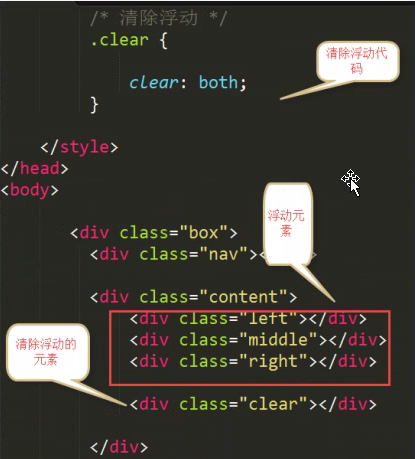 /* 清除浮动 */
.clear {
清除浮动代
码
clear: both;
}
</style>
</head>
<body>
浮动元
素
<div class="box">
<div class="nav"><
>
<div class="content">
<div class="left"></div>
<div class="middle"></div>
<div class="right"></div>
清除浮动的
元素
<div class="clear"></div>
</div>